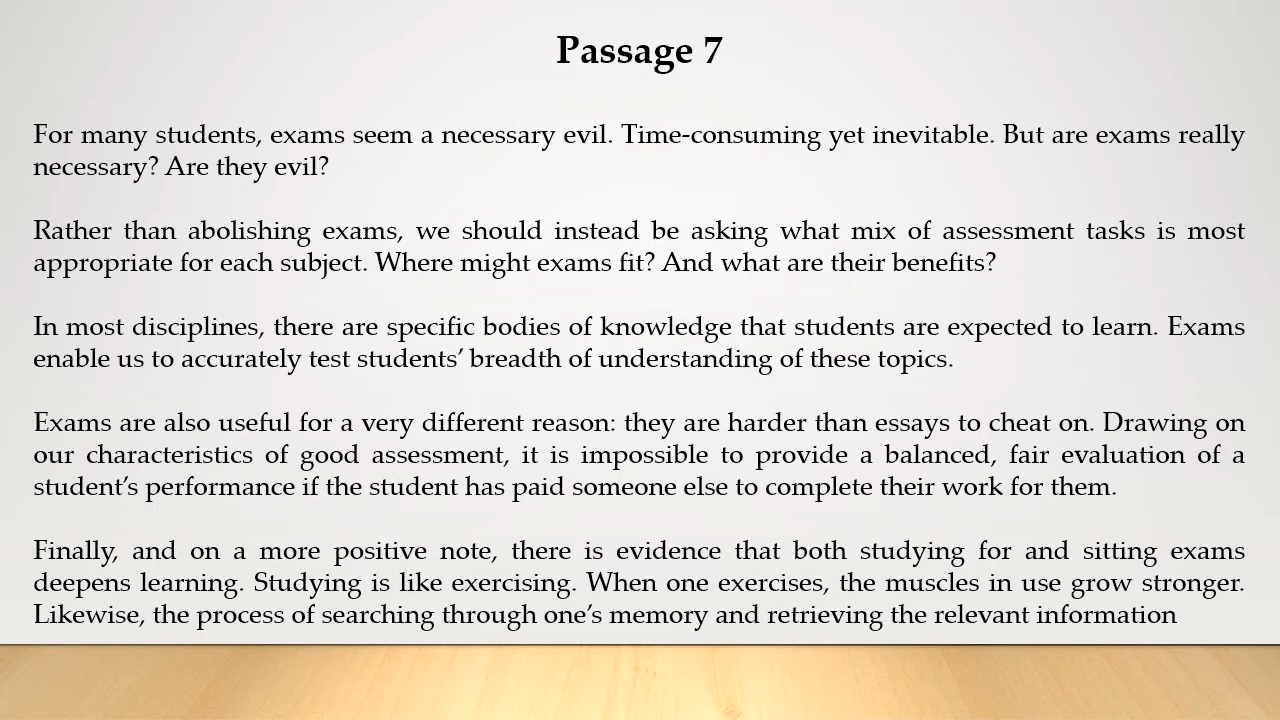 Passage 7
For many students, exams seem a necessary evil. Time-consuming yet inevitable. But are exams really
necessary? Are they evil?
Rather than abolishing exams, we should instead be asking what mix of assessment tasks is most
appropriate for each subject. Where might exams fit? And what are their benefits?
In most disciplines, there are specific bodies of knowledge that students are expected to learn. Exams
enable us to accurately test students’ breadth of understanding of these topics.
Exams are also useful for a very different reason: they are harder than essays to cheat on. Drawing on
our characteristics of good assessment, it is impossible to provide a balanced, fair evaluation of a
student’s performance if the student has paid someone else to complete their work for them.
Finally, and on a more positive note, there is evidence that both studying for and sitting exams
deepens learning. Studying is like exercising. When one exercises, the muscles in use grow stronger.
Likewise, the process of searching through one’s memory and retrieving the relevant information